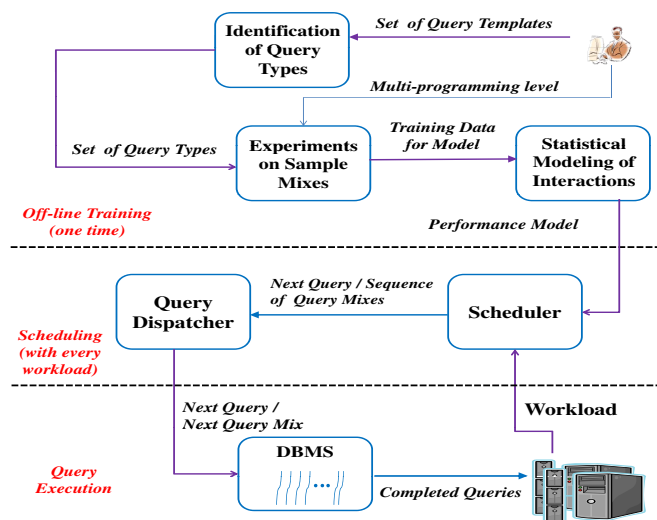 Identification
of Query
Types
Set of Query Templates
Multi-programming level
Set of Query Types
Experiments
on Sample
Mixes
Training Data
for Model
Statistical
Modeling of
Interactions
Off-line Training
(one time)
Performance Model
Query
Dispatcher
Next Query / Sequence
of Query Mixes
Scheduler
Scheduling
(with every
workload)
Next Query /
Next Query Mix
Workload
DBMS
Query
Execution
Completed Queries